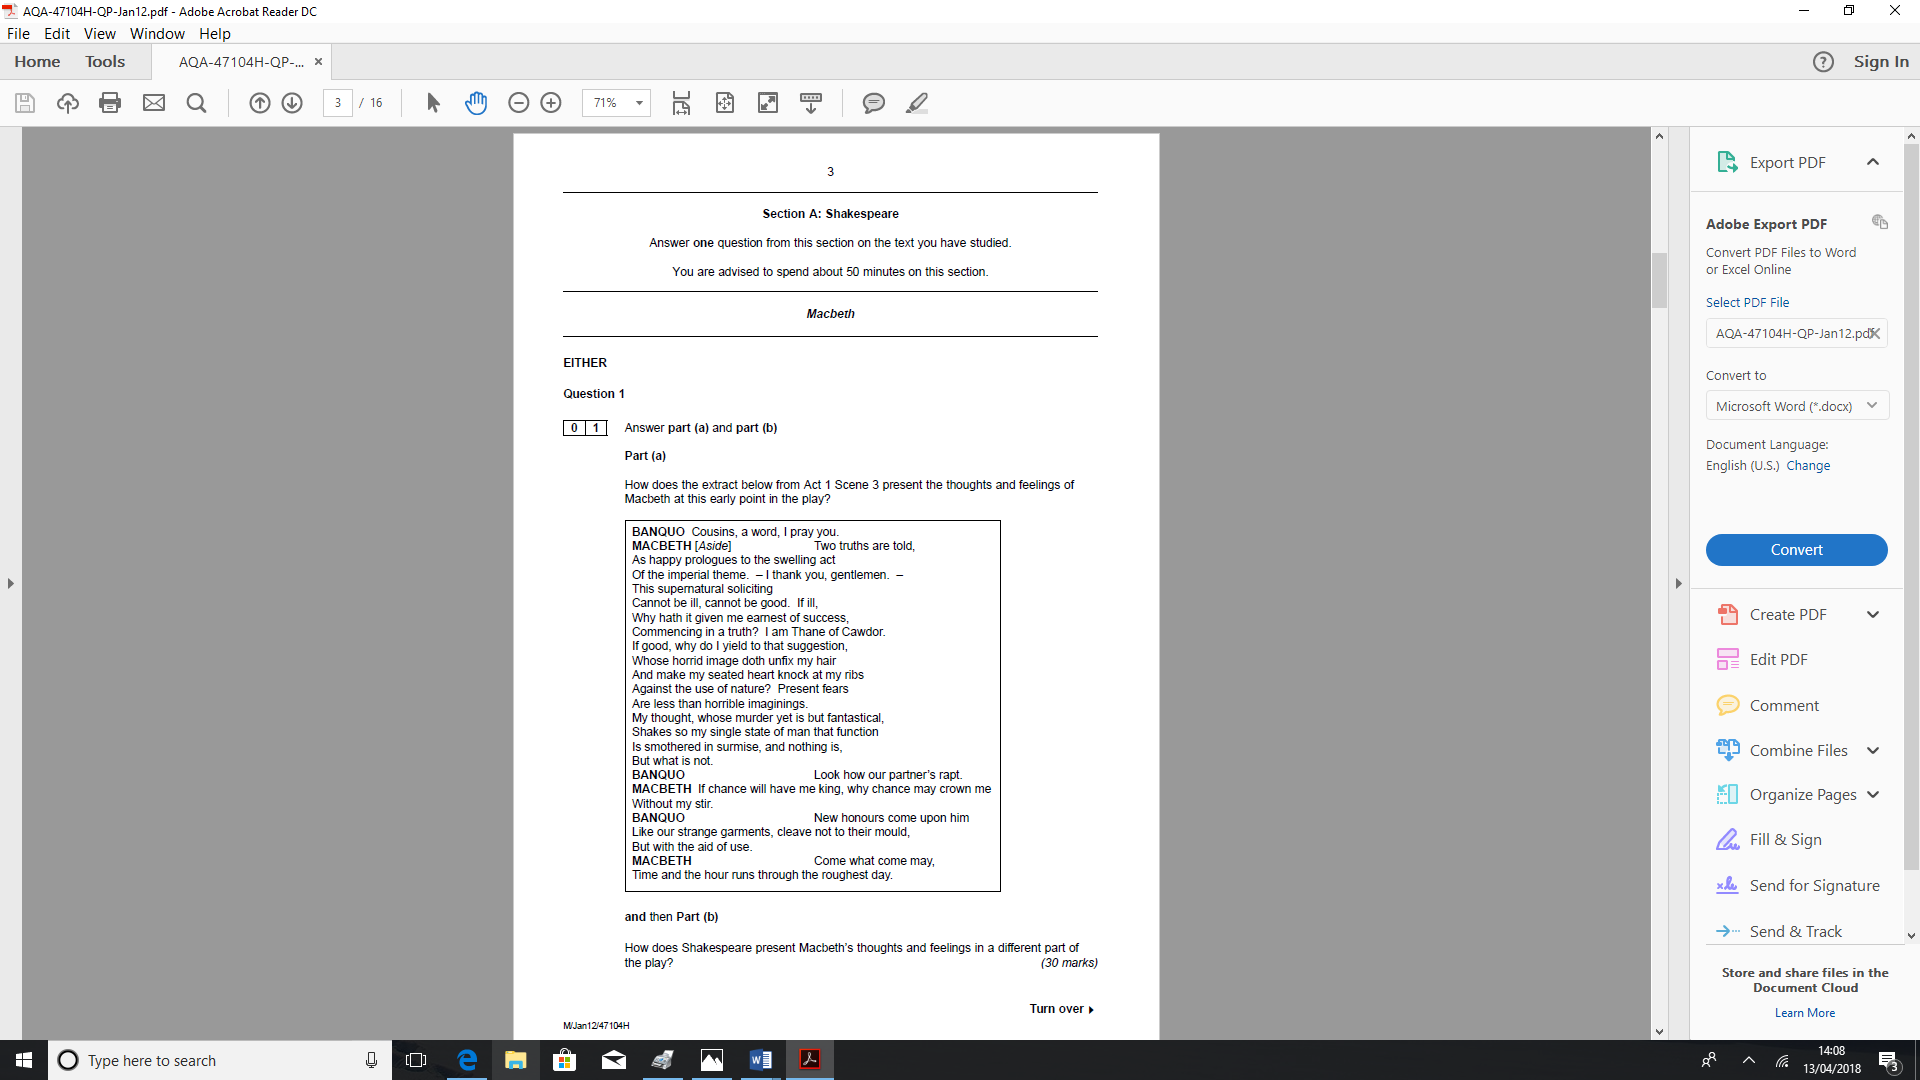 AQA-47104H-QP-Jan12.pdf - Adobe Acrobat Reader DC
File Edit View Window Help
Home Tools AQA-47104H-QP-... × Sign In
3 / 16 71%
3
Section A: Shakespeare
Answer one question from this section on the text you have studied.
You are advised to spend about 50 minutes on this section.
Macbeth
EITHER
Question 1
0 1 Answer part (a) and part (b)
Part (a)
How does the extract below from Act 1 Scene 3 present the thoughts and feelings of
Macbeth at this early point in the play?
BANQUO Cousins, a word, I pray you.
MACBETH [Aside] Two truths are told,
As happy prologues to the swelling act
Of the imperial theme. – I thank you, gentlemen. –
This supernatural soliciting
Cannot be ill, cannot be good. If ill,
Why hath it given me earnest of success,
Commencing in a truth? I am Thane of Cawdor.
If good, why do I yield to that suggestion,
Whose horrid image doth unfix my hair
And make my seated heart knock at my ribs
Against the use of nature? Present fears
Are less than horrible imaginings.
My thought, whose murder yet is but fantastical,
Shakes so my single state of man that function
Is smothered in surmise, and nothing is,
But what is not.
BANQUO Look how our partner's rapt.
MACBETH If chance will have me king, why chance may crown me
Without my stir.
BANQUO New honours come upon him
Like our strange garments, cleave not to their mould,
But with the aid of use.
MACBETH Come what come may,
Time and the hour runs through the roughest day.
and then Part (b)
How does Shakespeare present Macbeth's thoughts and feelings in a different part of
the play? (30 marks)
Turn over
M/Jan12/47104H
Export PDF
Adobe Export PDF
Convert PDF Files to Word
or Excel Online
Select PDF File
AQA-47104H-QP-Jan12.pdf
Convert to
Microsoft Word (*.docx)
Document Language:
English (U.S.) Change
Convert
Create PDF
Edit PDF
Comment
Combine Files
Organize Pages
Fill & Sign
Send for Signature
Send & Track
Store and share files in the
Document Cloud
Learn More
Type here to search
14:08
13/04/2018
3